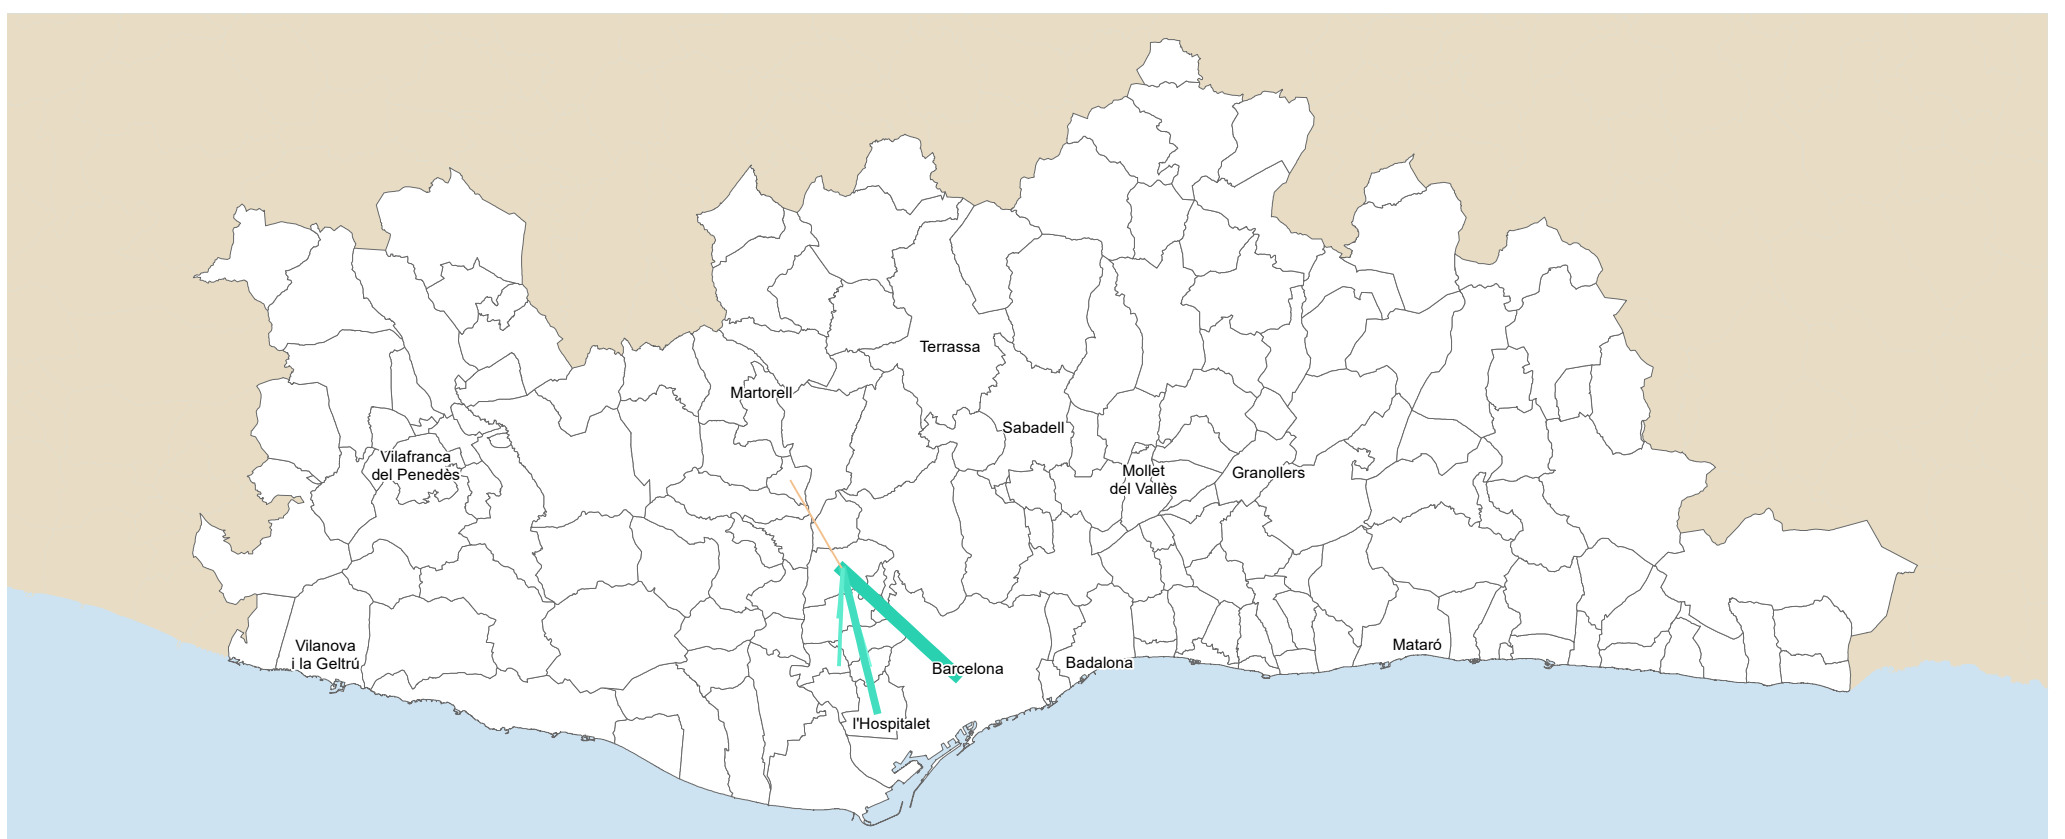 Terrassa
Martorell
Sabadell
Vilafranca
del Penedès
Mollet
del Vallès
Granollers
Vilanova
i la Geltrú
Mataró
Badalona
Barcelona
l'Hospitalet